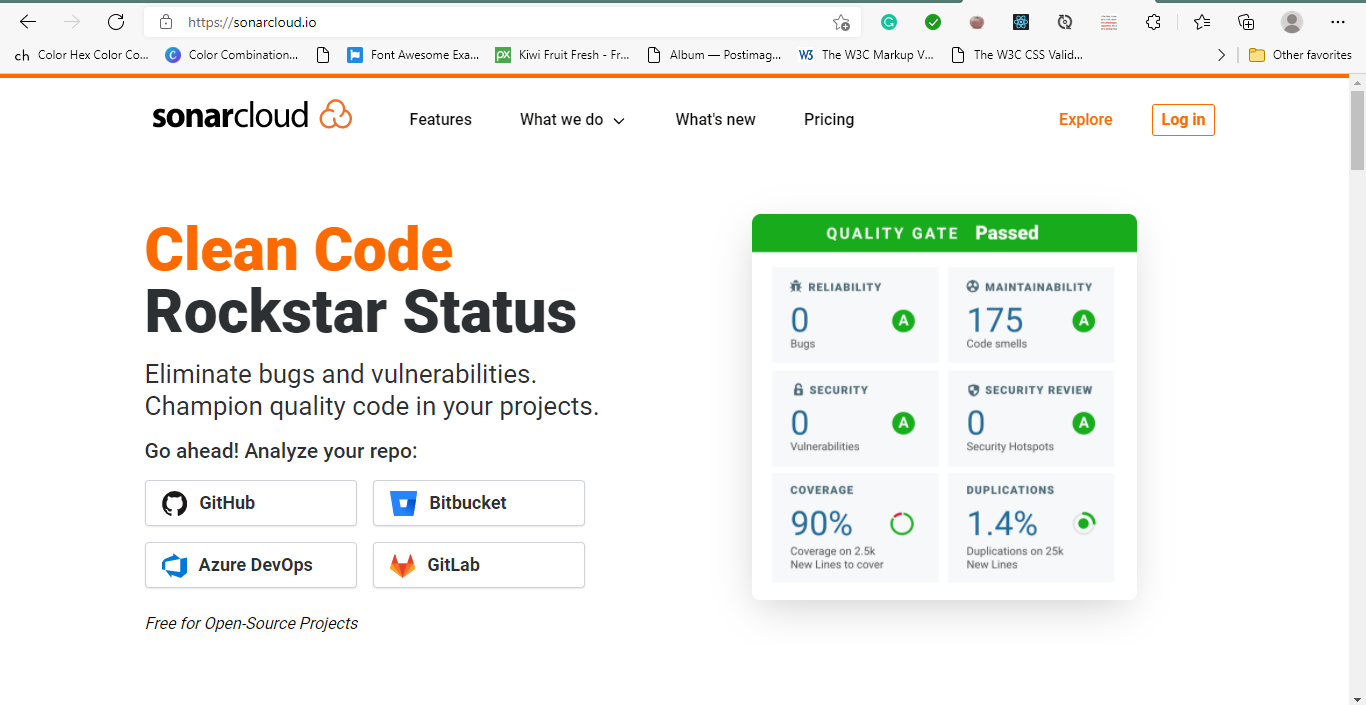 https://sonarcloud.io
ch Color Hex Color Co... Color Combination... Font Awesome Exa... Kiwi Fruit Fresh - Fr... Album — Postimag... The W3C Markup V... The W3C CSS Valid... Other favorites
sonarcloud Features What we do What's new Pricing Explore Log in
Clean Code
Rockstar Status
Eliminate bugs and vulnerabilities.
Champion quality code in your projects.
Go ahead! Analyze your repo:
GitHub Bitbucket
Azure DevOps GitLab
Free for Open-Source Projects
QUALITY GATE Passed
RELIABILITY
0 A
Bugs
MAINTAINABILITY
175 A
Code smells
SECURITY
0 A
Vulnerabilities
SECURITY REVIEW
0 A
Security Hotspots
COVERAGE
90%
Coverage on 2.5k
New Lines to cover
DUPLICATIONS
1.4%
Duplications on 25k
New Lines